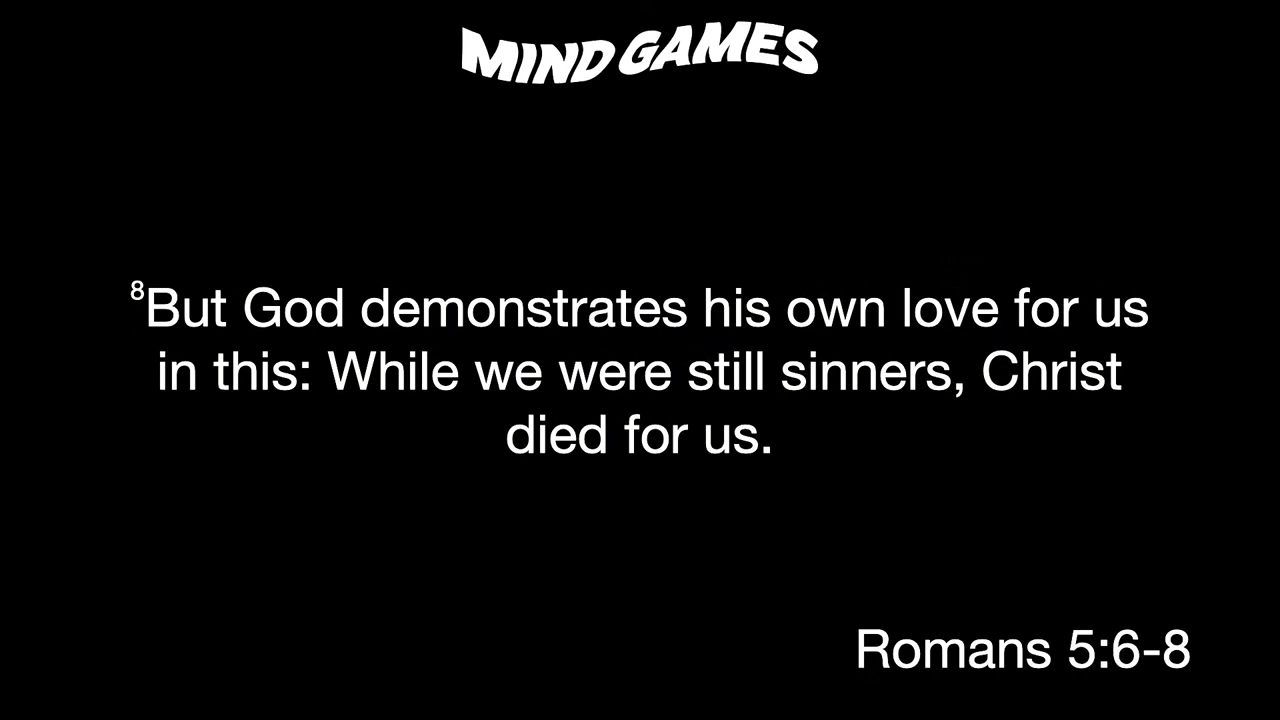 MIND GAMES
⁸But God demonstrates his own love for us
in this: While we were still sinners, Christ
died for us.
Romans 5:6-8